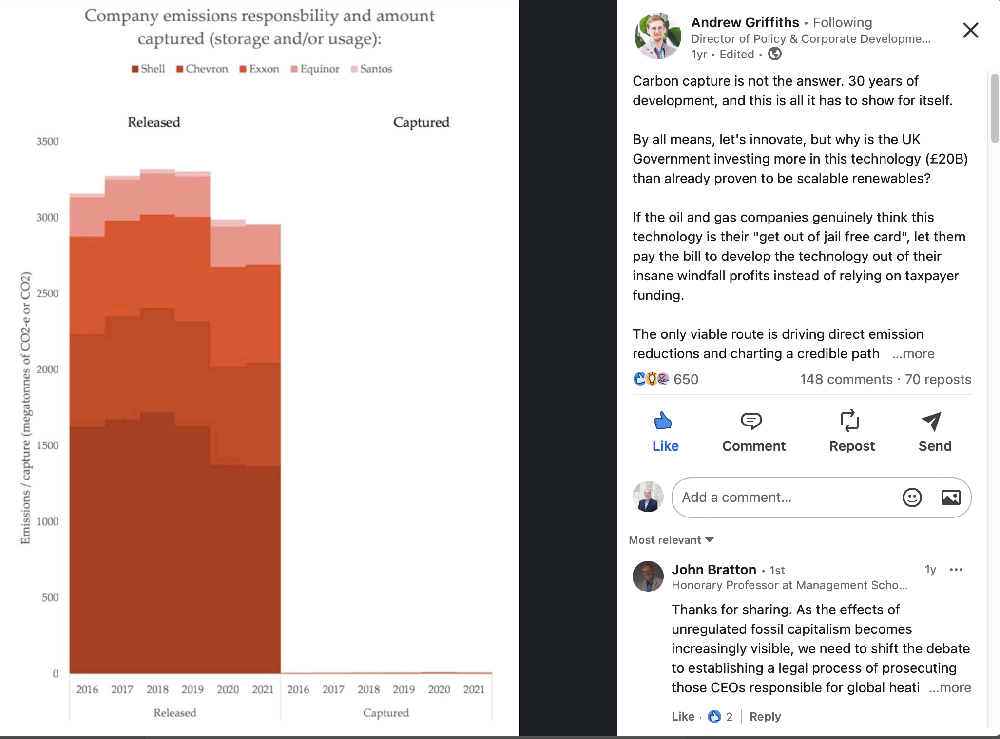 Company emissions responsbility and amount
captured (storage and/or usage):
Shell Chevron Exxon Equinor Santos
Released Captured
3500
3000
2500
2000
1500
1000
500
0
Emissions / capture (megatonnes of CO2-e or CO2)
2016 2017 2018 2019 2020 2021 2016 2017 2018 2019 2020 2021
Released Captured
Andrew Griffiths • Following
Director of Policy & Corporate Developme...
1yr • Edited •
Carbon capture is not the answer. 30 years of
development, and this is all it has to show for itself.
By all means, let's innovate, but why is the UK
Government investing more in this technology (£20B)
than already proven to be scalable renewables?
If the oil and gas companies genuinely think this
technology is their "get out of jail free card", let them
pay the bill to develop the technology out of their
insane windfall profits instead of relying on taxpayer
funding.
The only viable route is driving direct emission
reductions and charting a credible path ...more
650 148 comments · 70 reposts
Like Comment Repost Send
Add a comment...
Most relevant
John Bratton • 1st 1y
Honorary Professor at Management Scho...
Thanks for sharing. As the effects of
unregulated fossil capitalism becomes
increasingly visible, we need to shift the debate
to establishing a legal process of prosecuting
those CEOs responsible for global heati ...more
Like · 2 | Reply